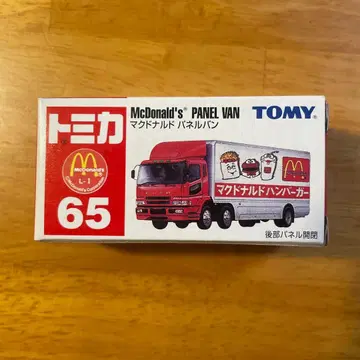 トミカ
McDonald's
L-1
65
McDonald's® PANEL VAN
マクドナルド パネルバン
TOMY
マクドナルドハンバーガー
後部パネル開閉